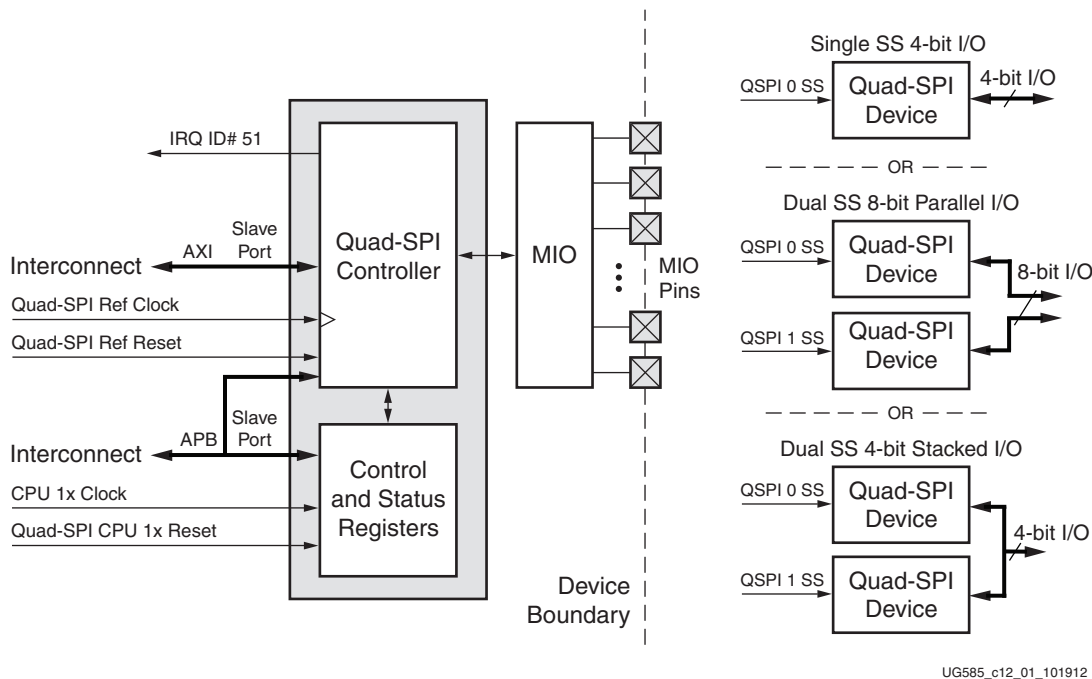 IRQ ID# 51
Interconnect
AXI
Slave
Port
Quad-SPI Ref Clock
Quad-SPI Ref Reset
Quad-SPI
Controller
Interconnect
APB
Slave
Port
CPU 1x Clock
Quad-SPI CPU 1x Reset
Control
and Status
Registers
MIO
MIO
Pins
Device
Boundary
Single SS 4-bit I/O
QSPI 0 SS
Quad-SPI
Device
4-bit I/O
OR
Dual SS 8-bit Parallel I/O
QSPI 0 SS
Quad-SPI
Device
8-bit I/O
QSPI 1 SS
Quad-SPI
Device
OR
Dual SS 4-bit Stacked I/O
QSPI 0 SS
Quad-SPI
Device
4-bit I/O
QSPI 1 SS
Quad-SPI
Device
UG585_c12_01_101912